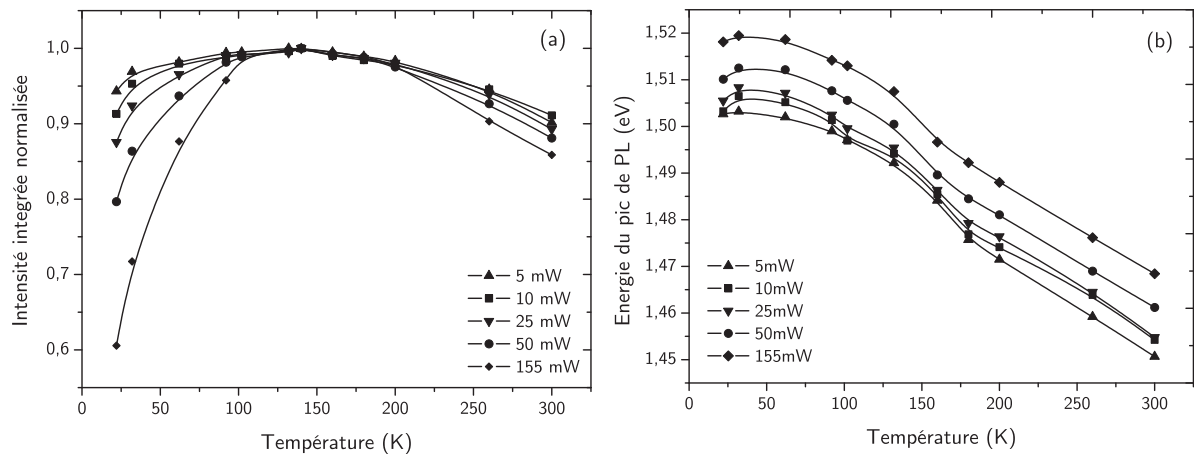 (a)
Intensité integrée normalisée
1,0
0,9
0,8
0,7
0,6
5 mW
10 mW
25 mW
50 mW
155 mW
0 50 100 150 200 250 300
Température (K)
(b)
Energie du pic de PL (eV)
1,52
1,51
1,50
1,49
1,48
1,47
1,46
1,45
5mW
10mW
25mW
50mW
155mW
0 50 100 150 200 250 300
Température (K)